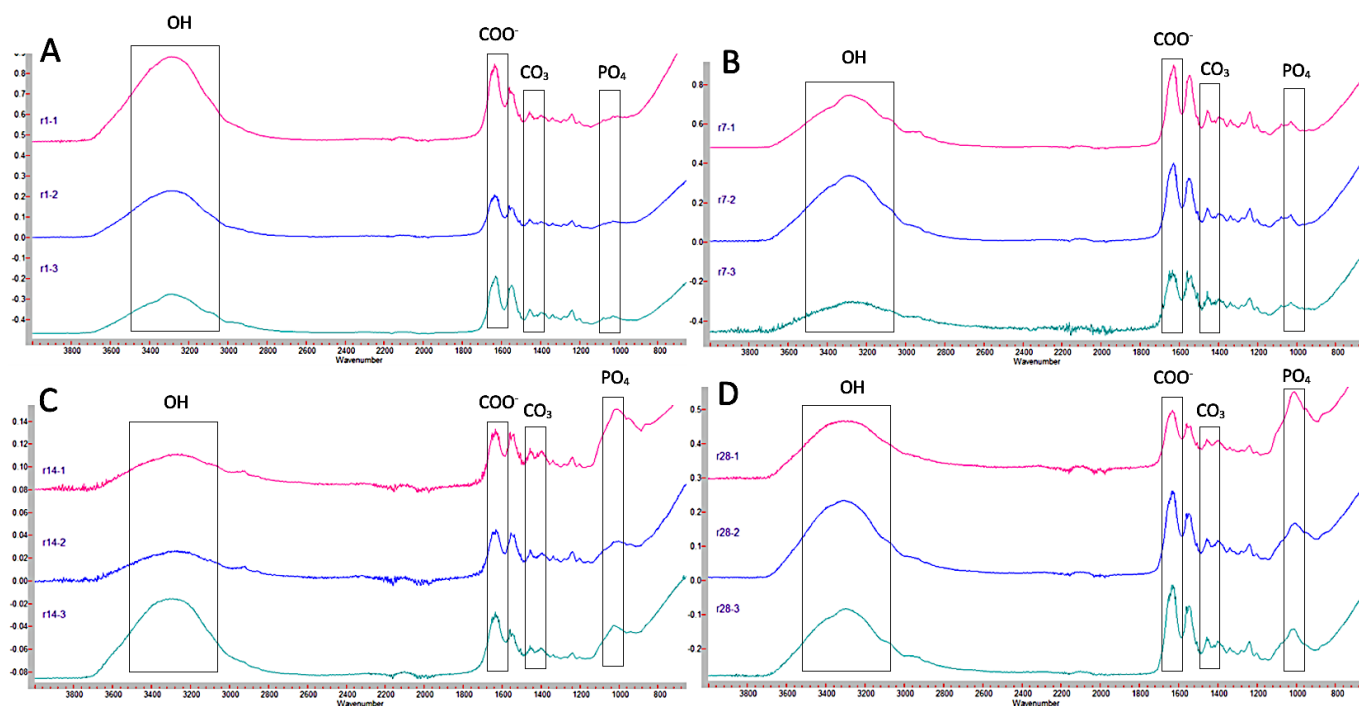 A
OH
COO⁻
CO₃
PO₄
0.9
0.8
0.7
0.6
0.5
0.4
0.3
0.2
0.1
0.0
-0.1
-0.2
-0.3
-0.4
r1-1
r1-2
r1-3
3800 3600 3400 3200 3000 2800 2600 2400 2200 2000 1800 1600 1400 1200 1000 800
Wavenumber
B
OH
COO⁻
CO₃
PO₄
0.8
0.6
0.4
0.2
0.0
-0.2
-0.4
r7-1
r7-2
r7-3
3800 3600 3400 3200 3000 2800 2600 2400 2200 2000 1800 1600 1400 1200 1000 800
Wavenumber
C
OH
COO⁻
CO₃
PO₄
0.14
0.12
0.10
0.08
0.06
0.04
0.02
0.00
-0.02
-0.04
-0.06
-0.08
r14-1
r14-2
r14-3
3800 3600 3400 3200 3000 2800 2600 2400 2200 2000 1800 1600 1400 1200 1000 800
Wavenumber
D
OH
COO⁻
CO₃
PO₄
0.5
0.4
0.3
0.2
0.1
0.0
-0.1
-0.2
r28-1
r28-2
r28-3
3800 3600 3400 3200 3000 2800 2600 2400 2200 2000 1800 1600 1400 1200 1000 800
Wavenumber